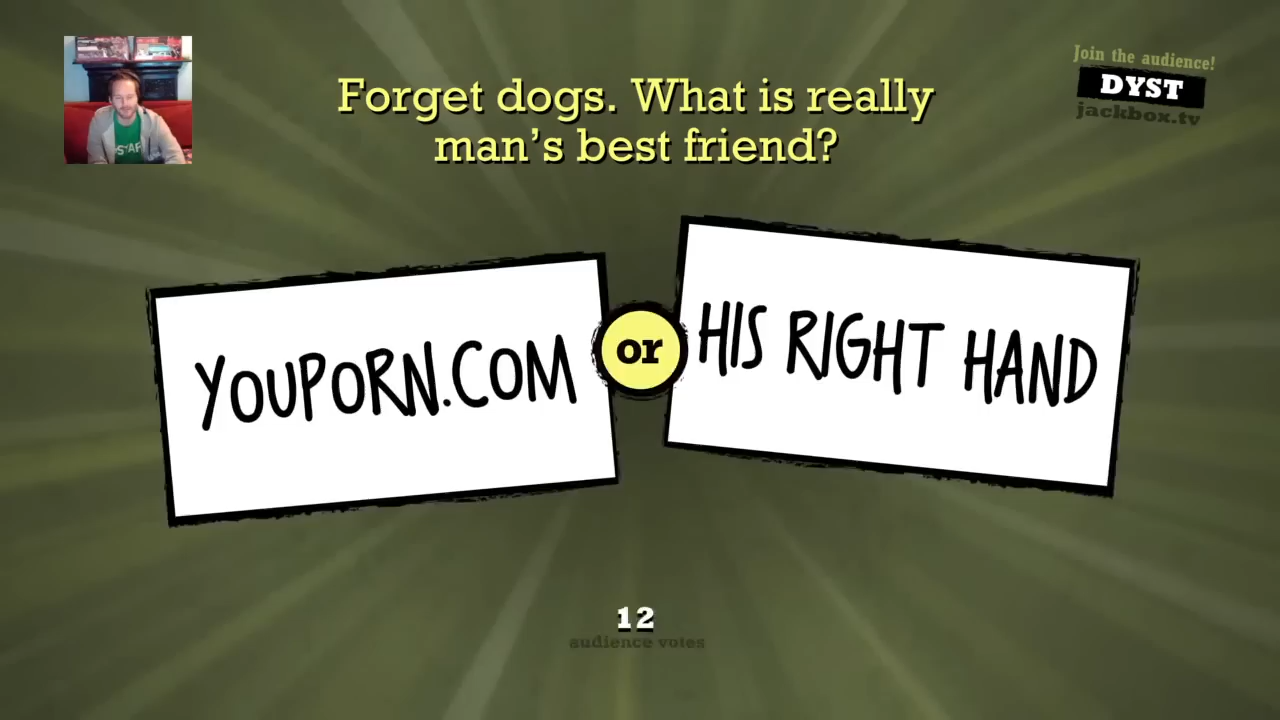 Join the audience!
DYST
jackbox.tv
Forget dogs. What is really
man's best friend?
YOUPORN.COM
or
HIS RIGHT HAND
12
audience votes